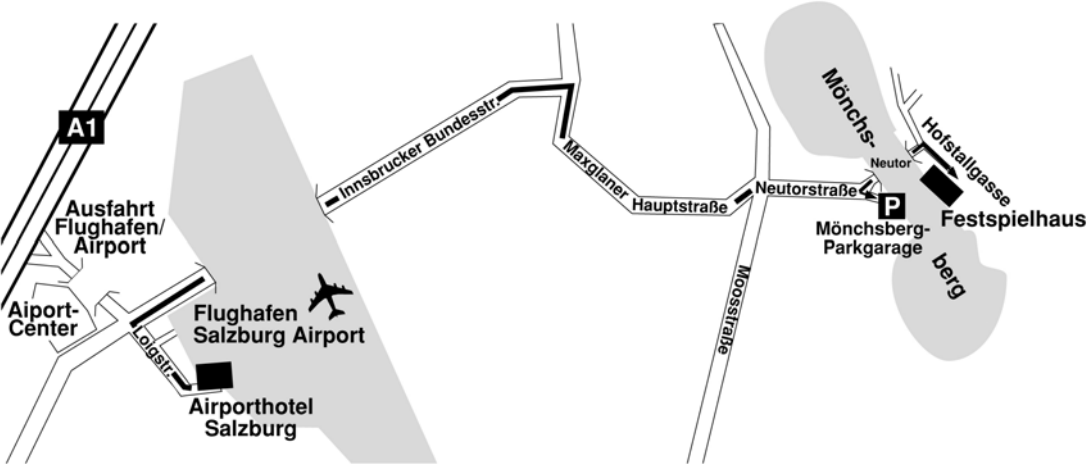 A1
Ausfahrt
Flughafen/
Airport
Aiport-
Center
Loigstr.
Flughafen
Salzburg Airport
Airporthotel
Salzburg
Innsbrucker Bundesstr.
Maxglaner
Hauptstraße
Neutorstraße
Moosstraße
P
Mönchsberg-
Parkgarage
Mönchs-
berg
Neutor
Hofstallgasse
Festspielhaus